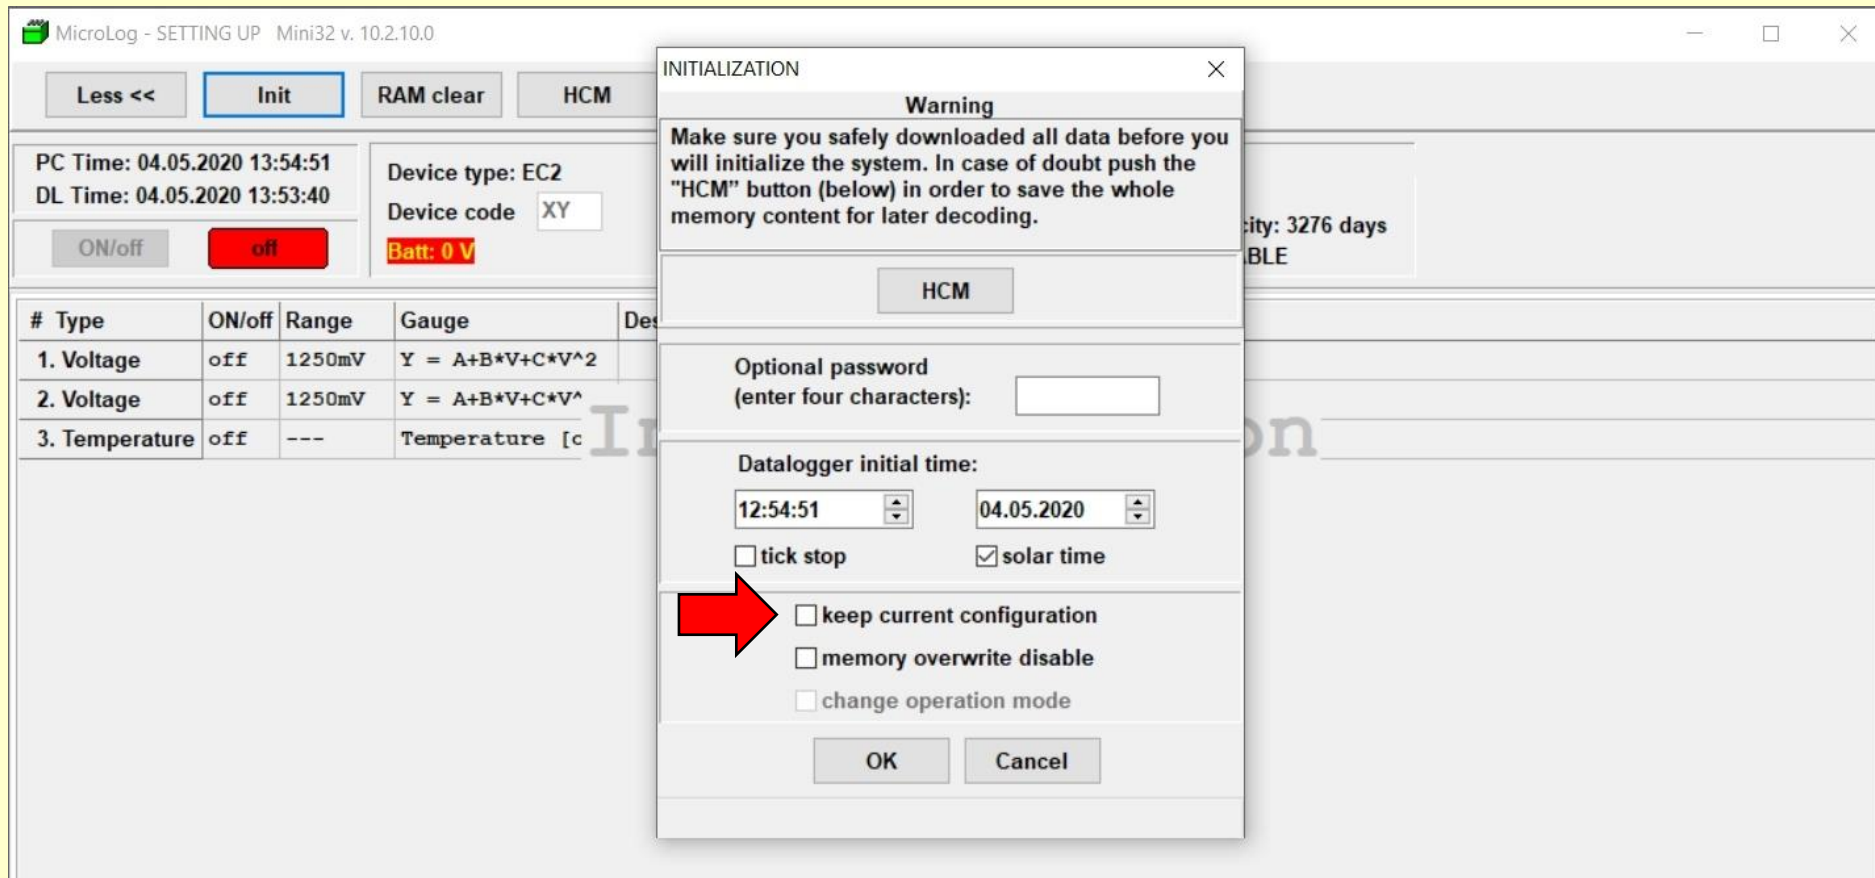 MicroLog - SETTING UP Mini32 v. 10.2.10.0
Less << Init RAM clear HCM
PC Time: 04.05.2020 13:54:51
DL Time: 04.05.2020 13:53:40
ON/off off
Device type: EC2
Device code XY
Batt: 0 V
city: 3276 days
BLE
# Type ON/off Range Gauge Des
1. Voltage off 1250mV Y = A+B*V+C*V^2
2. Voltage off 1250mV Y = A+B*V+C*V^
3. Temperature off --- Temperature [c
In on
INITIALIZATION
Warning
Make sure you safely downloaded all data before you
will initialize the system. In case of doubt push the
"HCM” button (below) in order to save the whole
memory content for later decoding.
HCM
Optional password
(enter four characters):
Datalogger initial time:
12:54:51 04.05.2020
tick stop solar time
keep current configuration
memory overwrite disable
change operation mode
OK Cancel